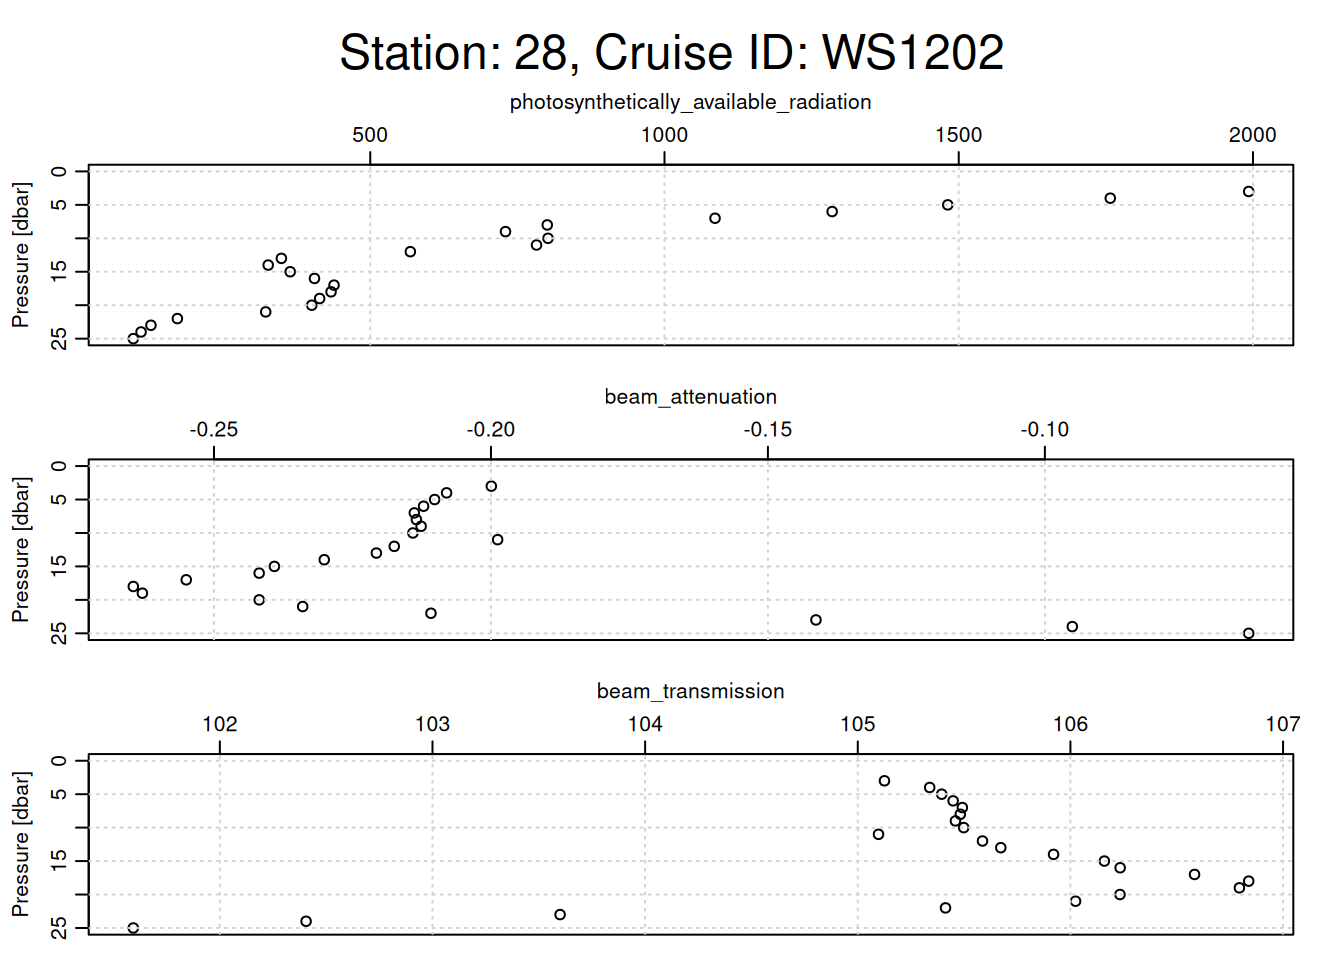 Station: 28, Cruise ID: WS1202
photosynthetically_available_radiation
500 1000 1500 2000
Pressure [dbar]
0
5
15
25
beam_attenuation
-0.25 -0.20 -0.15 -0.10
Pressure [dbar]
0
5
15
25
beam_transmission
102 103 104 105 106 107
Pressure [dbar]
0
5
15
25